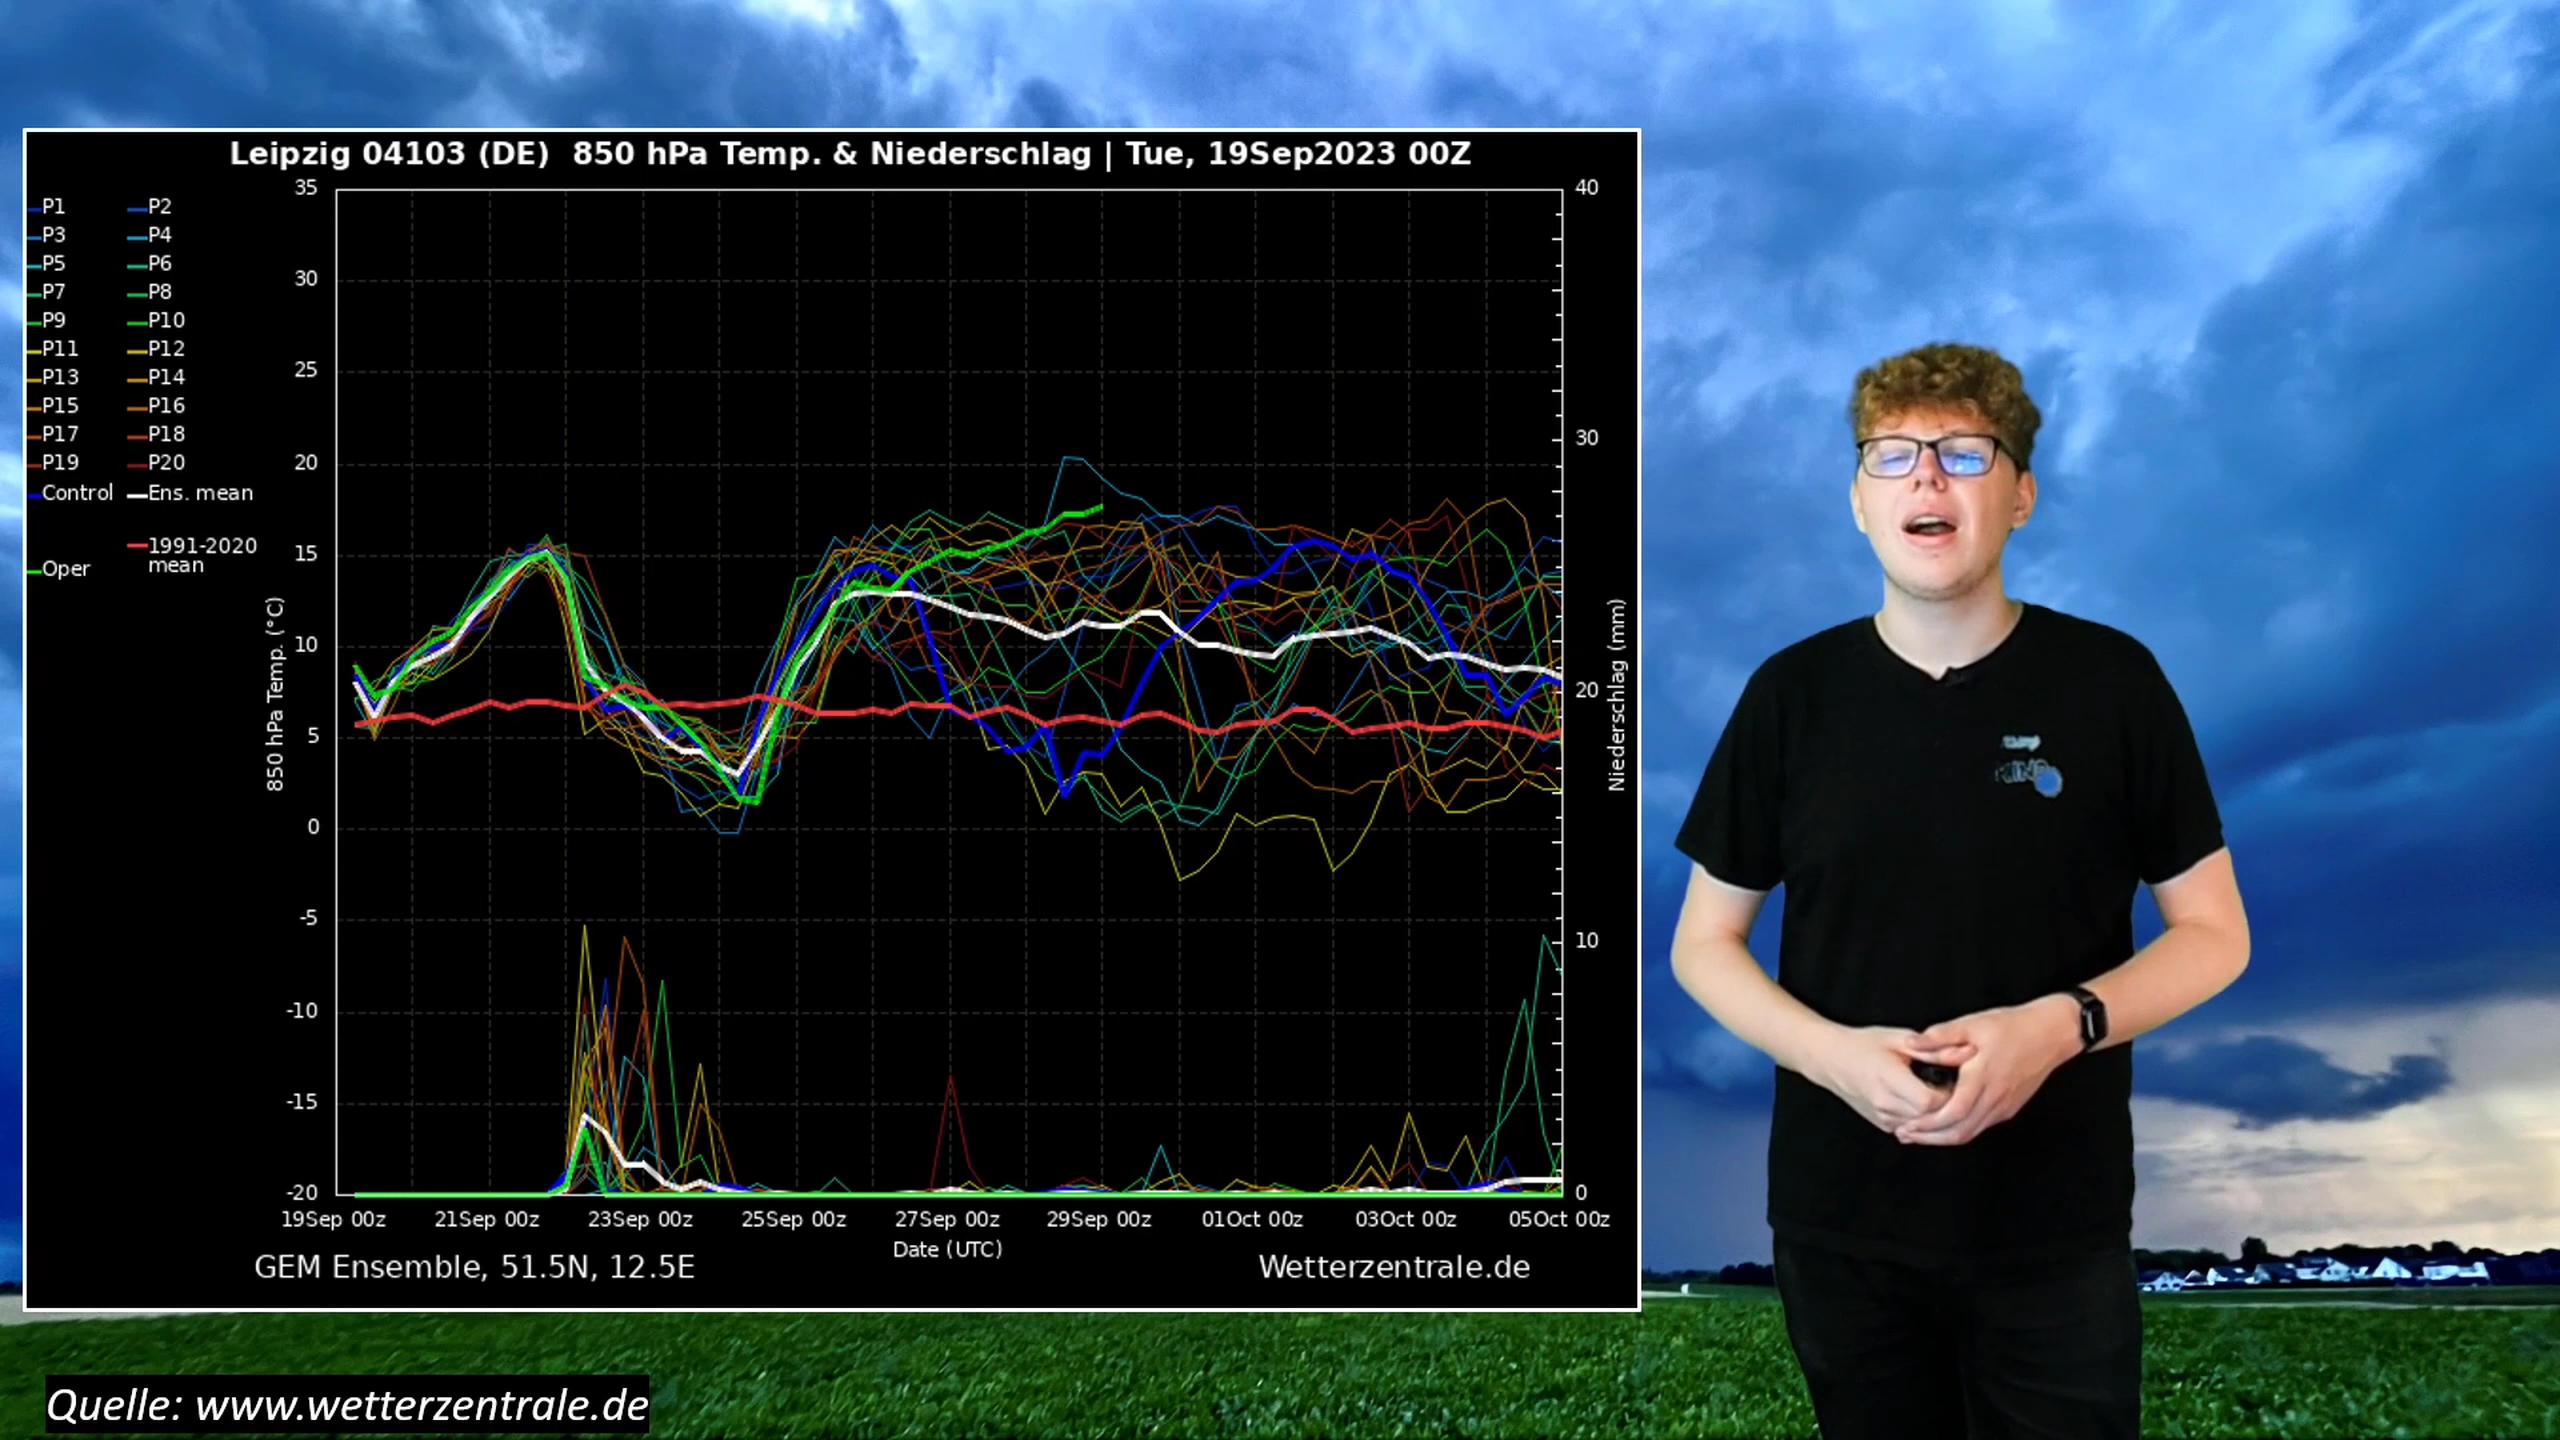 Leipzig 04103 (DE) 850 hPa Temp. & Niederschlag | Tue, 19Sep2023 00Z
P1 P2
P3 P4
P5 P6
P7 P8
P9 P10
P11 P12
P13 P14
P15 P16
P17 P18
P19 P20
Control Ens. mean
1991-2020
mean
Oper
850 hPa Temp. (°C)
35
30
25
20
15
10
5
0
-5
-10
-15
-20
40
30
20
10
0
Niederschlag (mm)
19Sep 00z 21Sep 00z 23Sep 00z 25Sep 00z 27Sep 00z 29Sep 00z 01Oct 00z 03Oct 00z 05Oct 00z
Date (UTC)
GEM Ensemble, 51.5N, 12.5E
Wetterzentrale.de
Quelle: www.wetterzentrale.de